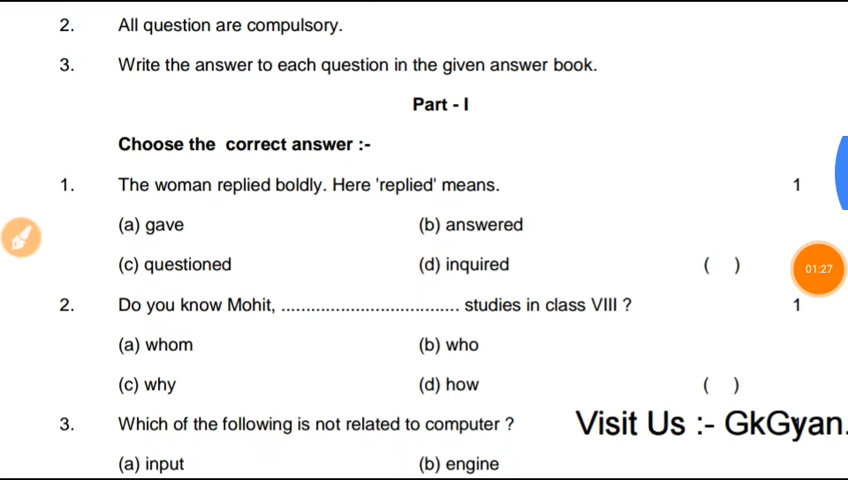 2. All question are compulsory.
3. Write the answer to each question in the given answer book.
Part - I
Choose the correct answer :-
1. The woman replied boldly. Here 'replied' means. 1
(a) gave (b) answered
(c) questioned (d) inquired ( ) 01:27
2. Do you know Mohit, .................................... studies in class VIII ? 1
(a) whom (b) who
(c) why (d) how ( )
3. Which of the following is not related to computer ? Visit Us :- GkGyan.
(a) input (b) engine